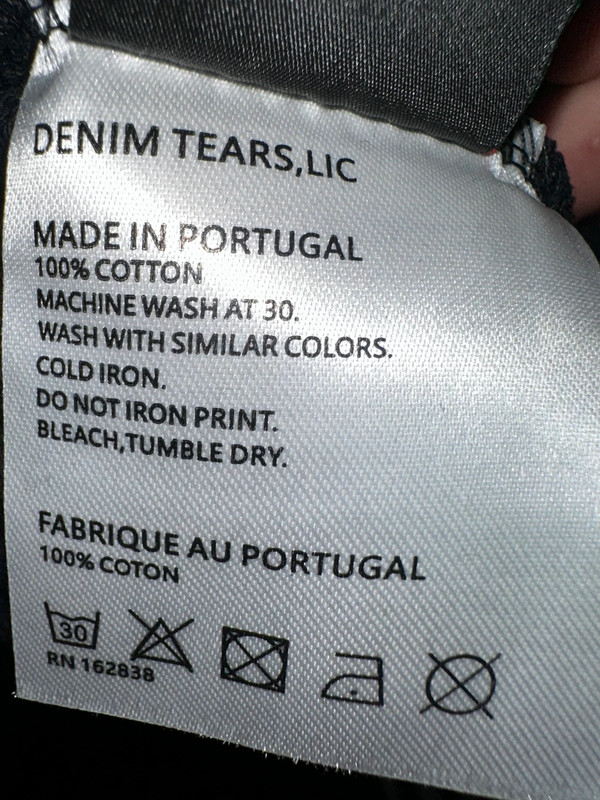 DENIM TEARS,LIC
MADE IN PORTUGAL
100% COTTON
MACHINE WASH AT 30.
WASH WITH SIMILAR COLORS.
COLD IRON.
DO NOT IRON PRINT.
BLEACH,TUMBLE DRY.
FABRIQUE AU PORTUGAL
100% COTON
30
RN 162838